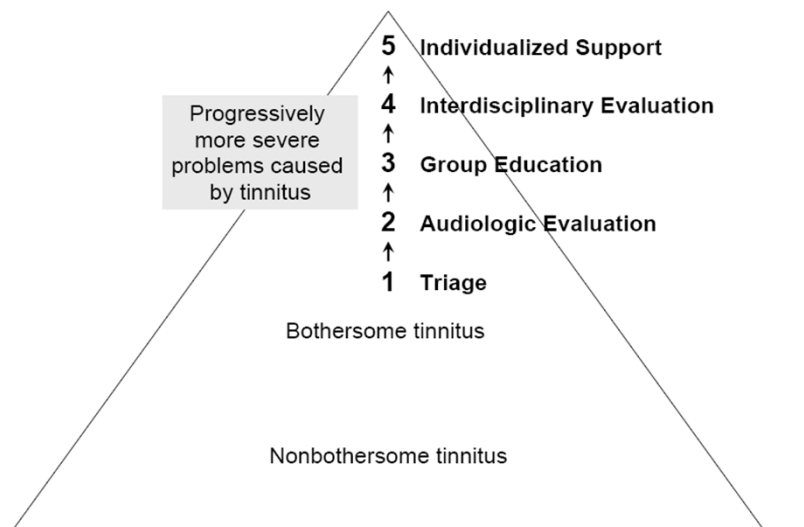 5 Individualized Support
↑
4 Interdisciplinary Evaluation
↑
3 Group Education
↑
2 Audiologic Evaluation
↑
1 Triage
Progressively
more severe
problems caused
by tinnitus
Bothersome tinnitus
Nonbothersome tinnitus